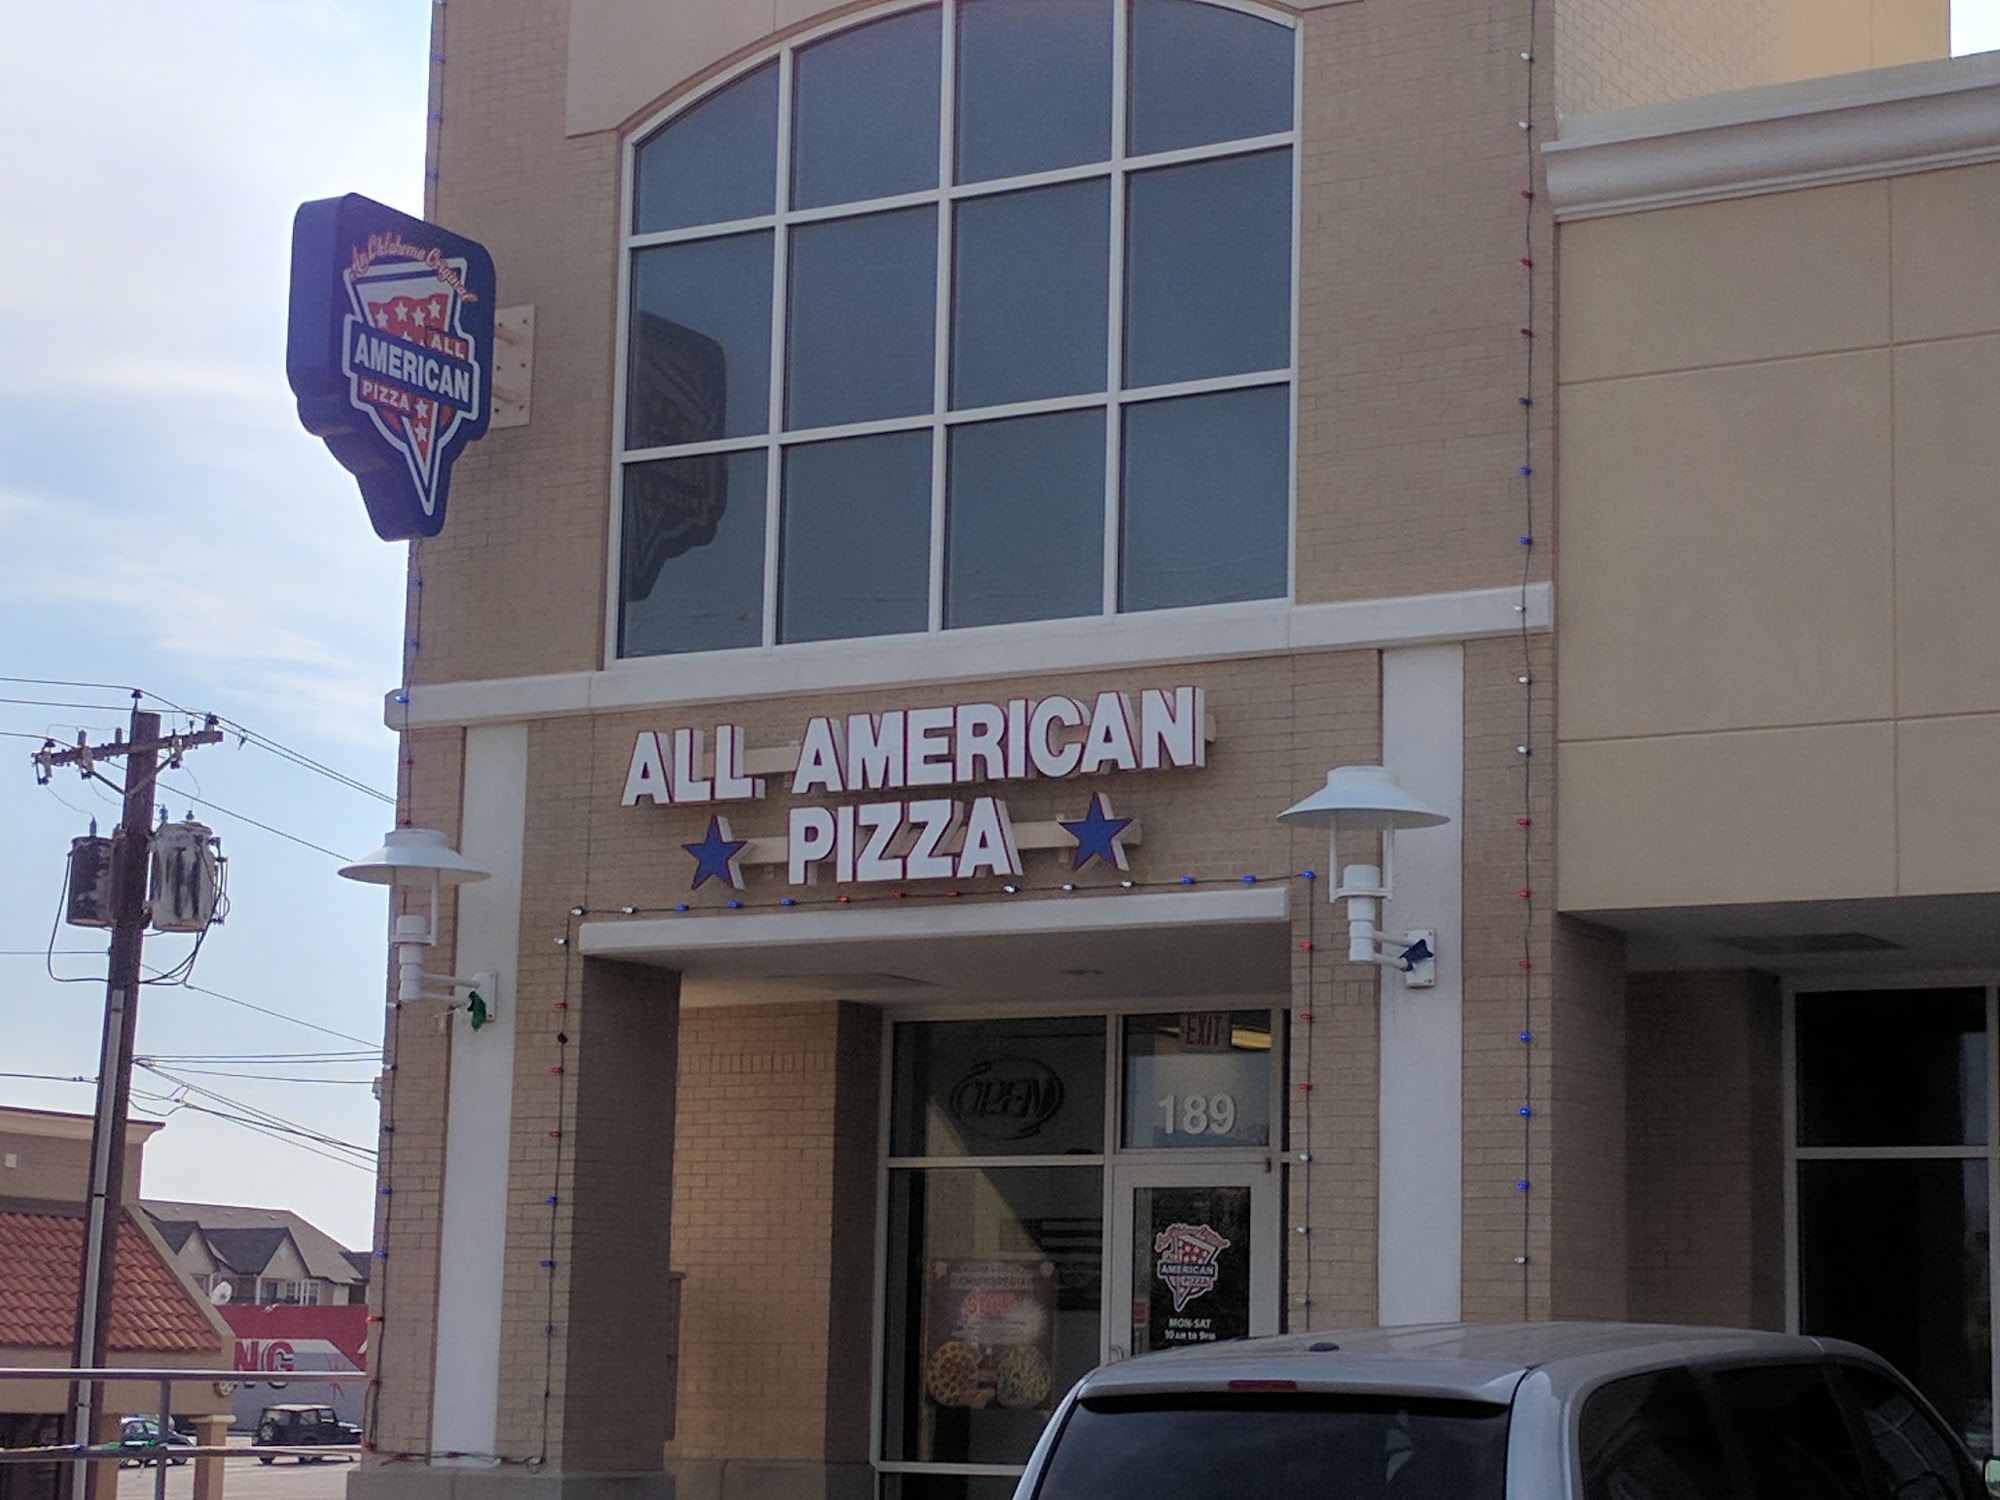 An Oklahoma Original
ALL
AMERICAN
PIZZA
ALL AMERICAN
PIZZA
EXIT
OPEN
189
AMERICAN
PIZZA
MON-SAT
10 AM to 9PM
NG